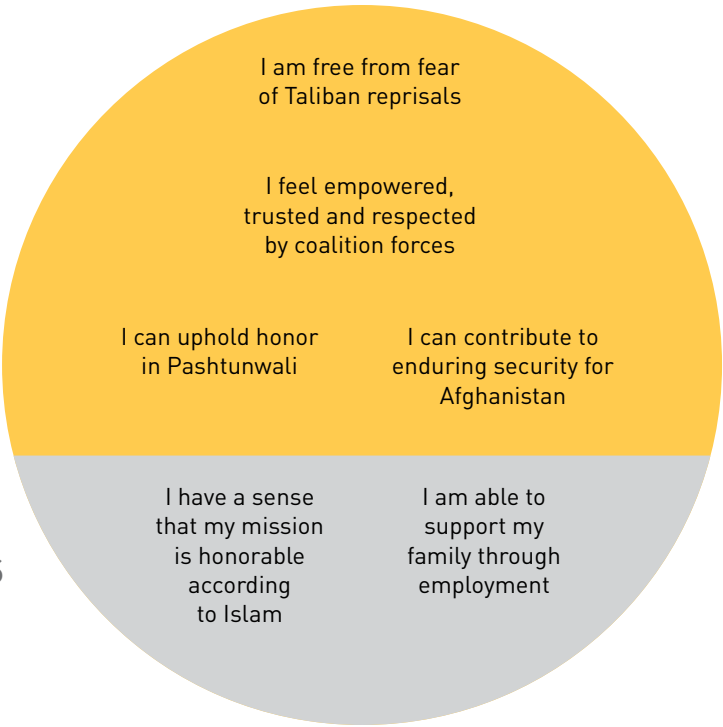 I am free from fear
of Taliban reprisals
I feel empowered,
trusted and respected
by coalition forces
I can uphold honor
in Pashtunwali
I can contribute to
enduring security for
Afghanistan
I have a sense
that my mission
is honorable
according
to Islam
I am able to
support my
family through
employment